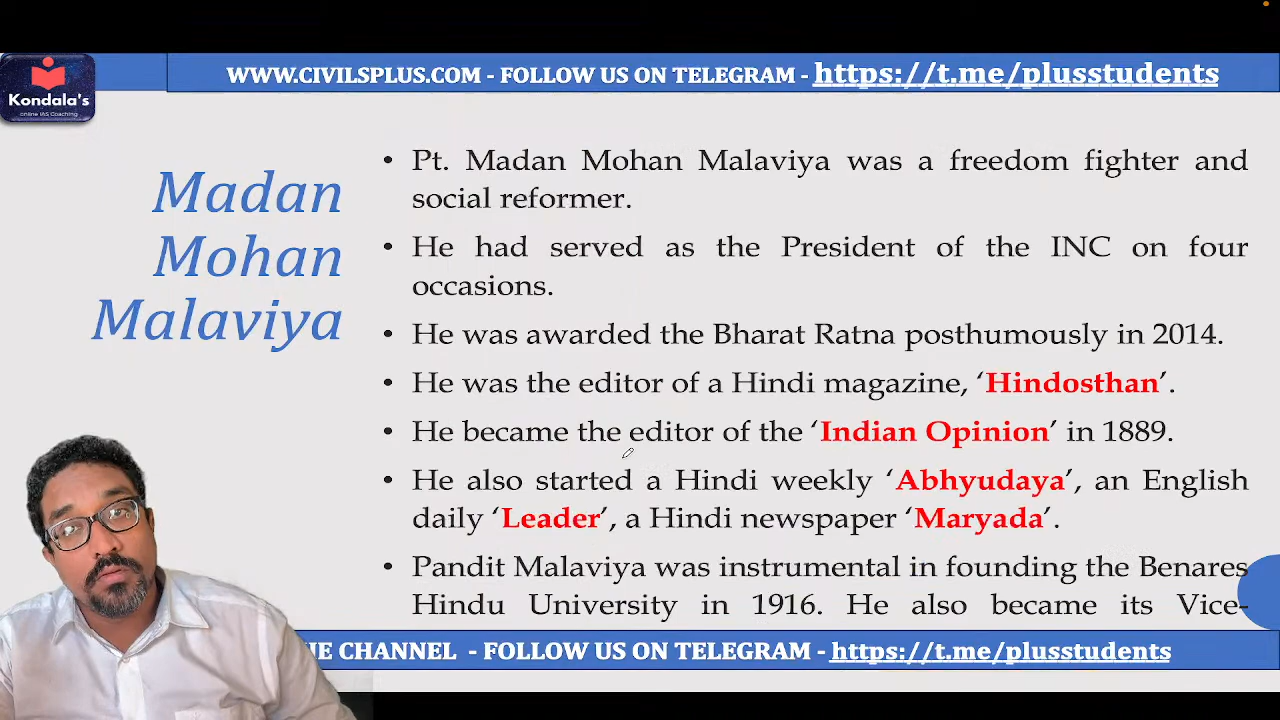 WWW.CIVILSPLUS.COM - FOLLOW US ON TELEGRAM - https://t.me/plusstudents
Kondala's
online IAS Coaching
Madan
Mohan
Malaviya
• Pt. Madan Mohan Malaviya was a freedom fighter and
social reformer.
• He had served as the President of the INC on four
occasions.
• He was awarded the Bharat Ratna posthumously in 2014.
• He was the editor of a Hindi magazine, ‘Hindosthan’.
• He became the editor of the ‘Indian Opinion’ in 1889.
• He also started a Hindi weekly ‘Abhyudaya’, an English
daily ‘Leader’, a Hindi newspaper ‘Maryada’.
• Pandit Malaviya was instrumental in founding the Benares
Hindu University in 1916. He also became its Vice-
CHANNEL - FOLLOW US ON TELEGRAM - https://t.me/plusstudents